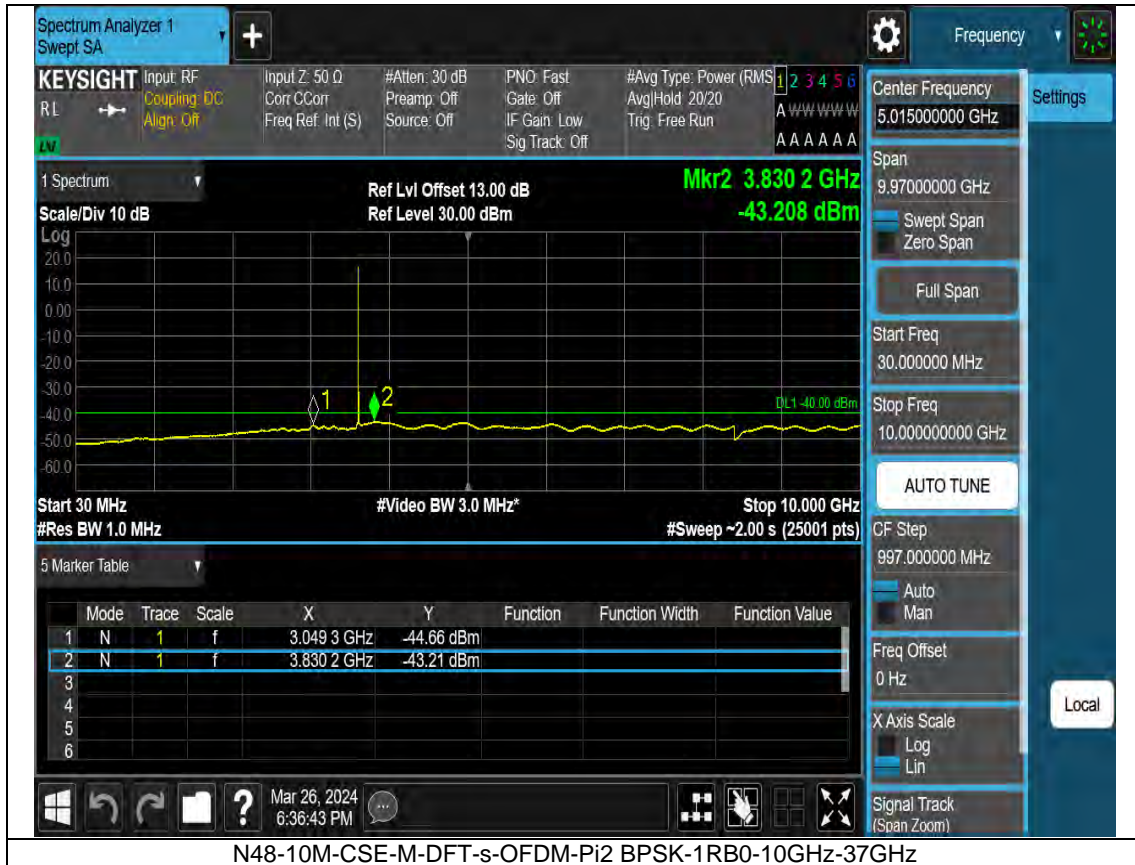 Spectrum Analyzer 1
Swept SA
+
Frequency
KEYSIGHT
RL
Input: RF
Coupling: DC
Align: Off
Input Z: 50 Ω
Corr CCorr
Freq Ref: Int (S)
#Atten: 30 dB
Preamp: Off
Source: Off
PNO: Fast
Gate: Off
IF Gain: Low
Sig Track: Off
#Avg Type: Power (RMS
Avg|Hold: 20/20
Trig: Free Run
1 2 3 4 5 6
A W W W W W
A A A A A A
1 Spectrum
Scale/Div 10 dB
Ref Lvl Offset 13.00 dB
Ref Level 30.00 dBm
Mkr2 3.830 2 GHz
-43.208 dBm
Log
20.0
10.0
0.00
-10.0
-20.0
-30.0
-40.0
-50.0
-60.0
1
2
DL1 -40.00 dBm
Start 30 MHz
#Video BW 3.0 MHz*
Stop 10.000 GHz
#Res BW 1.0 MHz
#Sweep ~2.00 s (25001 pts)
5 Marker Table
Mode Trace Scale X Y Function Function Width Function Value
1 N 1 f 3.049 3 GHz -44.66 dBm
2 N 1 f 3.830 2 GHz -43.21 dBm
3
4
5
6
?
Mar 26, 2024
6:36:43 PM
Center Frequency
5.015000000 GHz
Settings
Span
9.97000000 GHz
Swept Span
Zero Span
Full Span
Start Freq
30.000000 MHz
Stop Freq
10.000000000 GHz
AUTO TUNE
CF Step
997.000000 MHz
Auto
Man
Freq Offset
0 Hz
Local
X Axis Scale
Log
Lin
Signal Track
(Span Zoom)
N48-10M-CSE-M-DFT-s-OFDM-Pi2 BPSK-1RB0-10GHz-37GHz